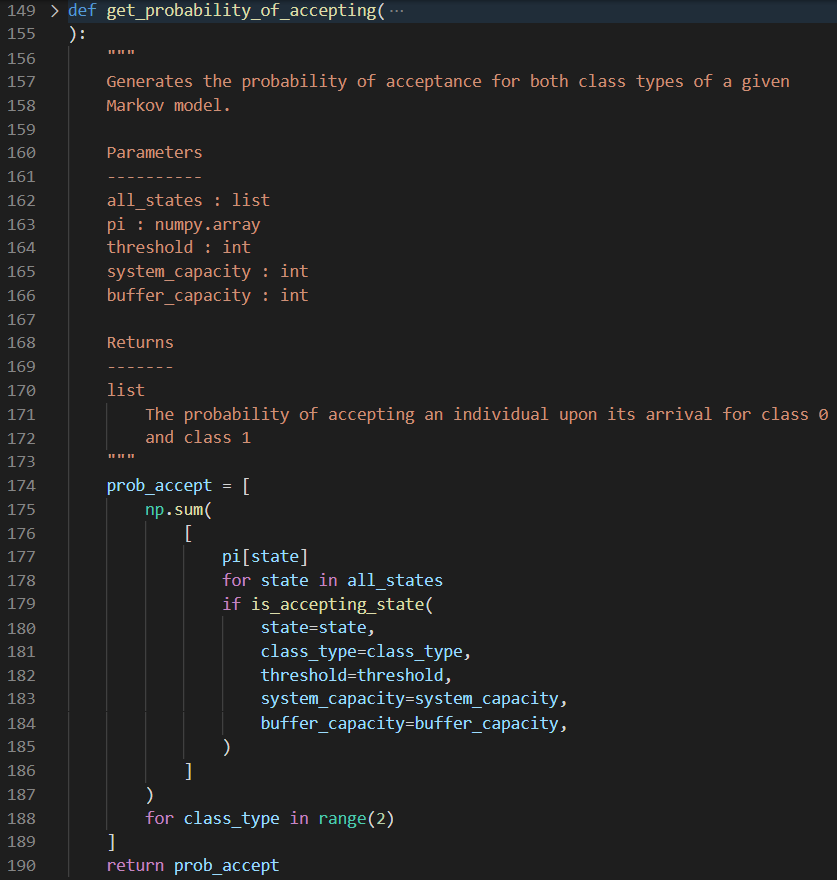 149 > def get_probability_of_accepting( ···
155 ):
156     """
157     Generates the probability of acceptance for both class types of a given
158     Markov model.
159
160     Parameters
161     ----------
162     all_states : list
163     pi : numpy.array
164     threshold : int
165     system_capacity : int
166     buffer_capacity : int
167
168     Returns
169     -------
170     list
171         The probability of accepting an individual upon its arrival for class 0
172         and class 1
173     """
174     prob_accept = [
175         np.sum(
176             [
177                 pi[state]
178                 for state in all_states
179                 if is_accepting_state(
180                     state=state,
181                     class_type=class_type,
182                     threshold=threshold,
183                     system_capacity=system_capacity,
184                     buffer_capacity=buffer_capacity,
185                 )
186             ]
187         )
188         for class_type in range(2)
189     ]
190     return prob_accept